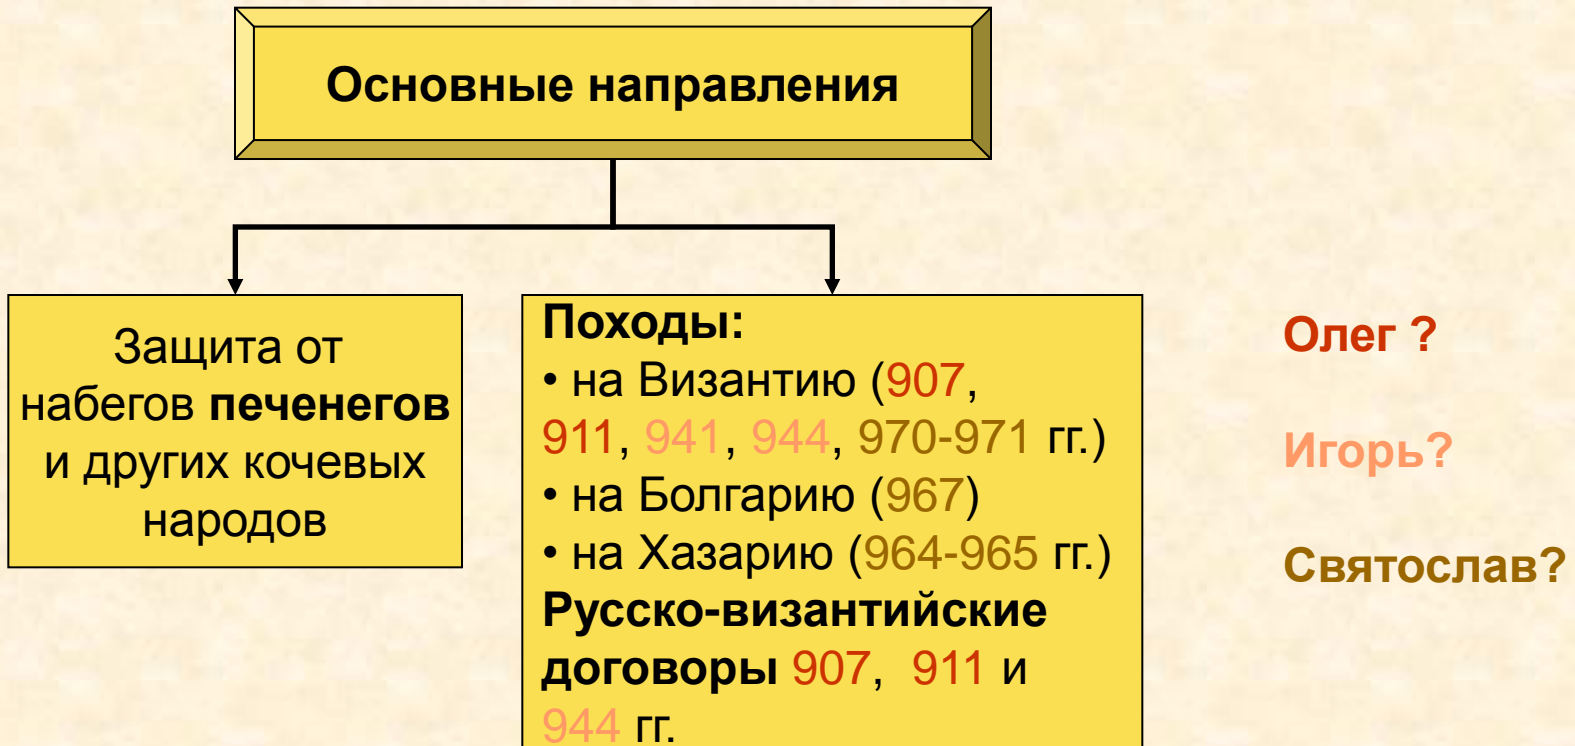 Основные направления
Защита от
набегов печенегов
и других кочевых
народов
Походы:
• на Византию (907,
911, 941, 944, 970-971 гг.)
• на Болгарию (967)
• на Хазарию (964-965 гг.)
Русско-византийские
договоры 907, 911 и
944 гг.
Олег ?
Игорь?
Святослав?